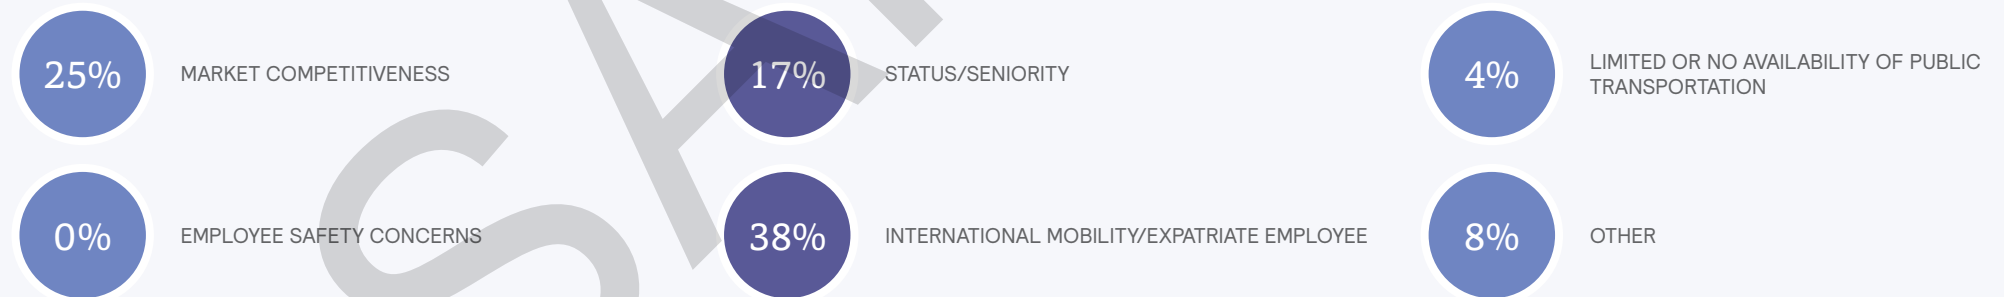 25%
MARKET COMPETITIVENESS
17%
STATUS/SENIORITY
4%
LIMITED OR NO AVAILABILITY OF PUBLIC
TRANSPORTATION
0%
EMPLOYEE SAFETY CONCERNS
38%
INTERNATIONAL MOBILITY/EXPATRIATE EMPLOYEE
8%
OTHER